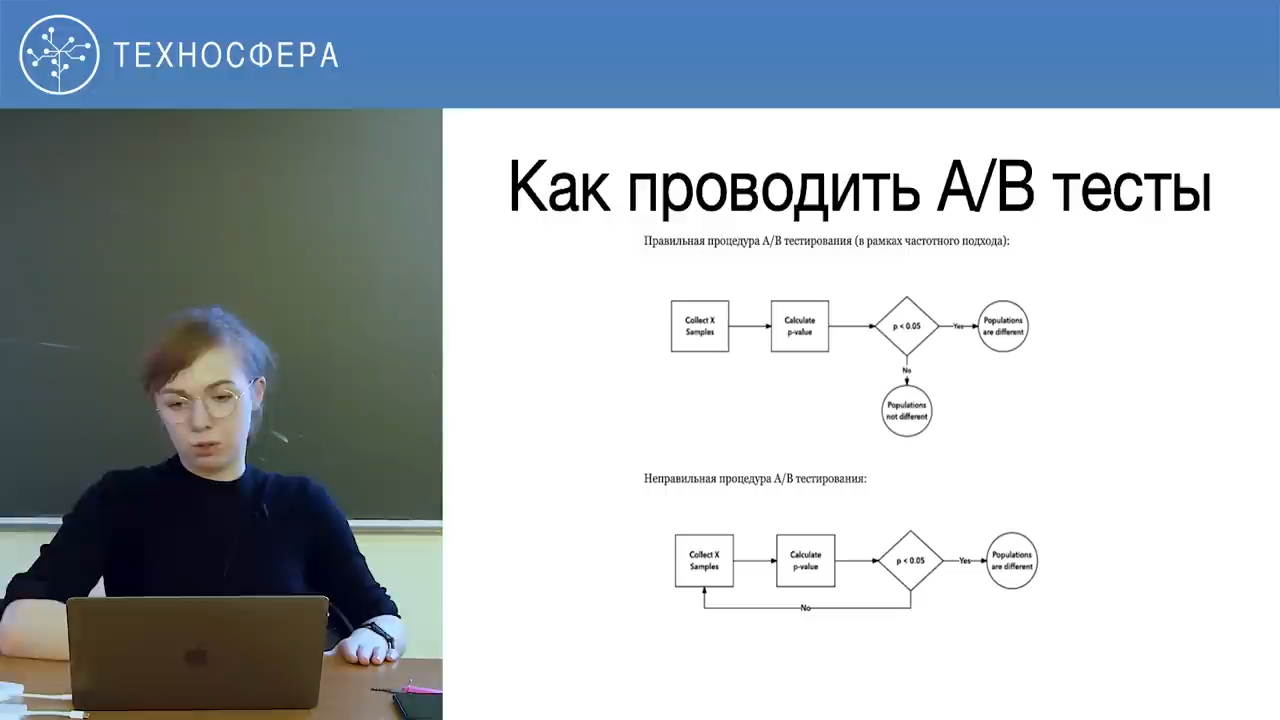 ТЕХНОСФЕРА
Как проводить А/В тесты
Правильная процедура А/В тестирования (в рамках частотного подхода):
Collect X
Samples
Calculate
p-value
p < 0.05
Yes
Populations
are different
No
Populations
not different
Неправильная процедура А/В тестирования:
Collect X
Samples
Calculate
p-value
p < 0.05
Yes
Populations
are different
No